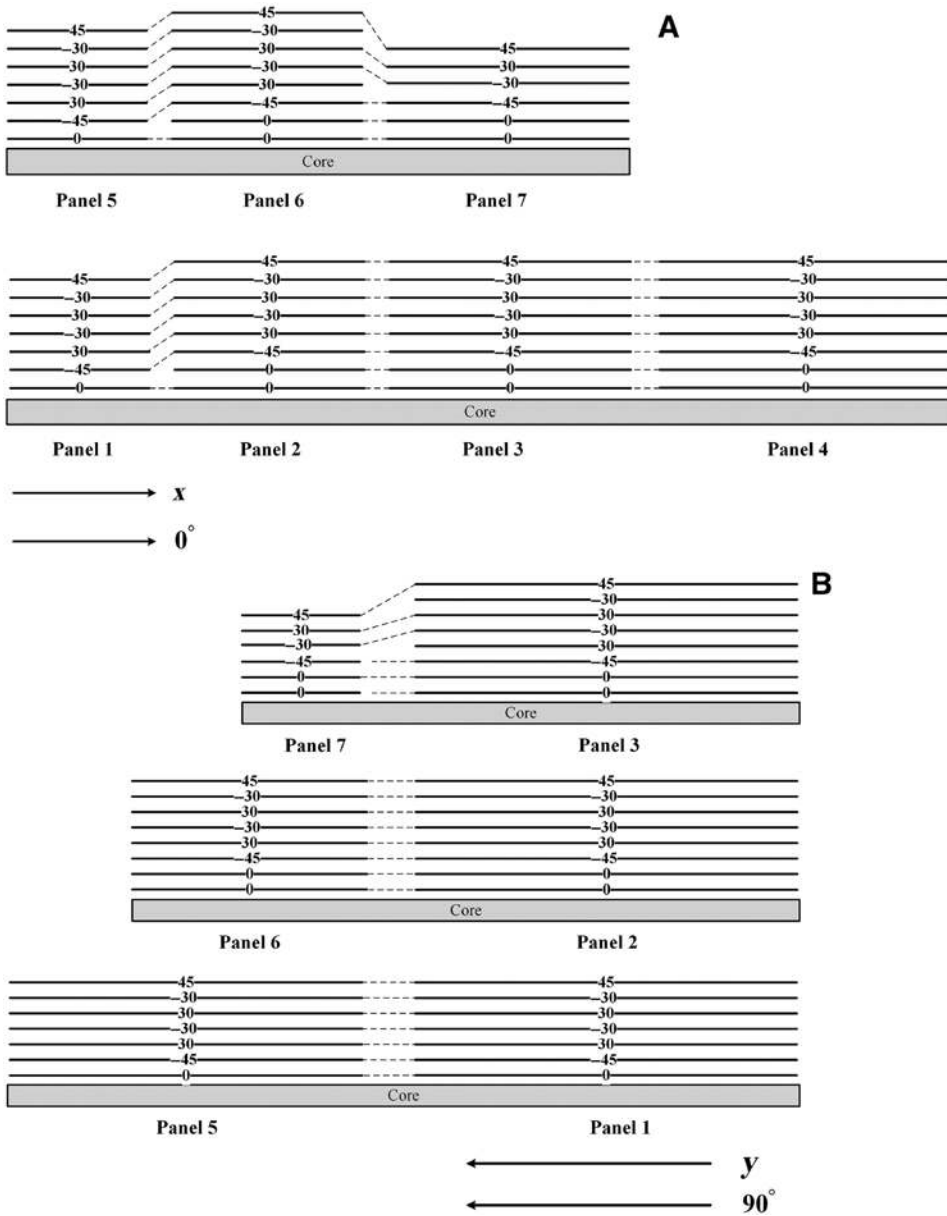 45
A
45 –30
–30 30 45
30 –30 30
–30 30 –30
30 –45 –45
–45 0 0
0 0 0
Core
Panel 5 Panel 6 Panel 7
45 45 45
45 –30 –30 –30
–30 30 30 30
30 –30 –30 –30
–30 30 30 30
30 –45 –45 –45
–45 0 0 0
0 0 0 0
Core
Panel 1 Panel 2 Panel 3 Panel 4
x
0°
45 B
–30
45 30
30 –30
–30 30
–45 –45
0 0
0 0
Core
Panel 7 Panel 3
45 45
–30 –30
30 30
–30 –30
30 30
–45 –45
0 0
0 0
Core
Panel 6 Panel 2
45 45
–30 –30
30 30
–30 –30
30 30
–45 –45
0 0
Core
Panel 5 Panel 1
y
90°